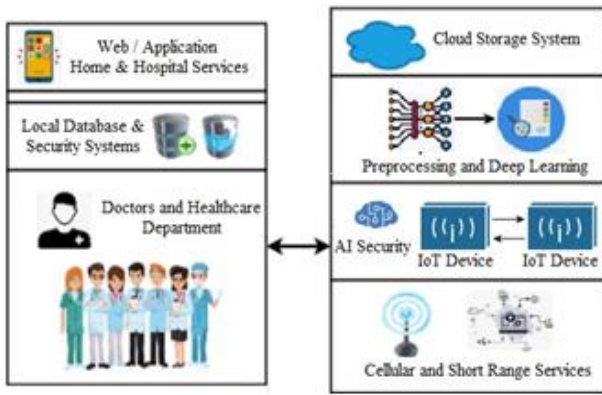 Web / Application
Home & Hospital Services
Local Database &
Security Systems
Doctors and Healthcare
Department
Cloud Storage System
Preprocessing and Deep Learning
AI Security
IoT Device
IoT Device
Cellular and Short Range Services